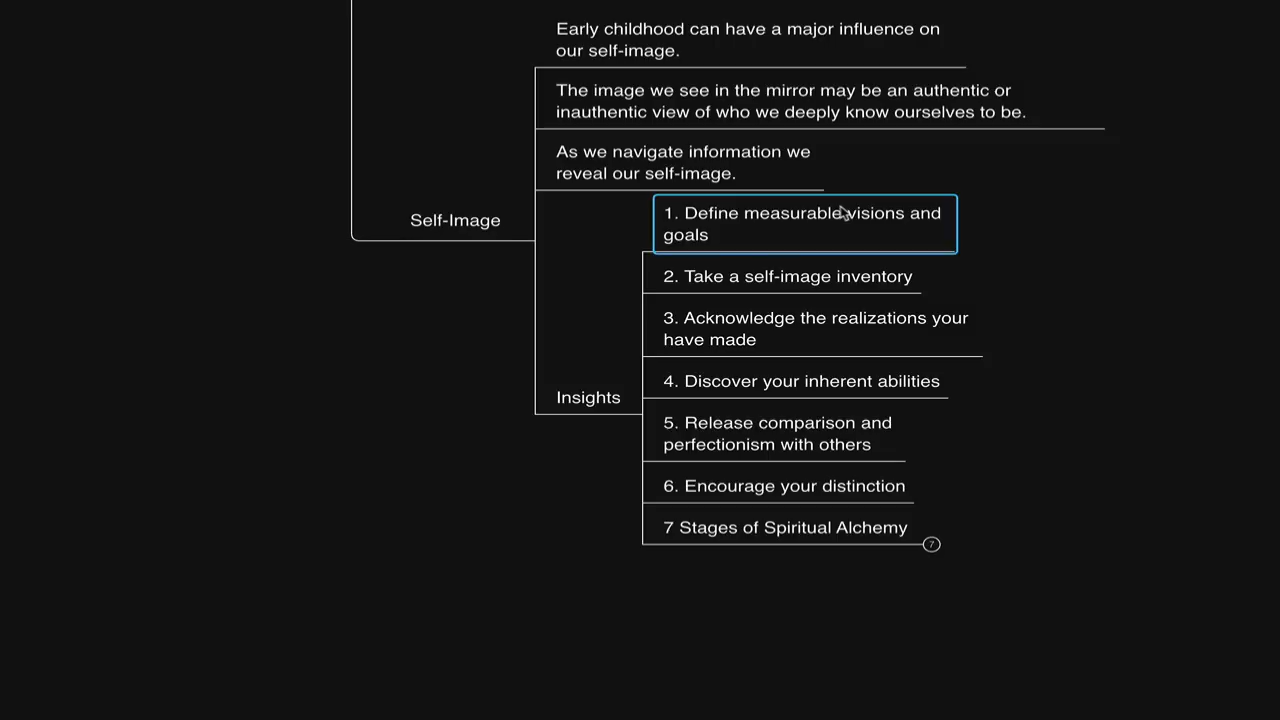 Early childhood can have a major influence on
our self-image.
The image we see in the mirror may be an authentic or
inauthentic view of who we deeply know ourselves to be.
As we navigate information we
reveal our self-image.
Self-Image
1. Define measurable visions and
goals
2. Take a self-image inventory
3. Acknowledge the realizations your
have made
4. Discover your inherent abilities
Insights
5. Release comparison and
perfectionism with others
6. Encourage your distinction
7 Stages of Spiritual Alchemy
7